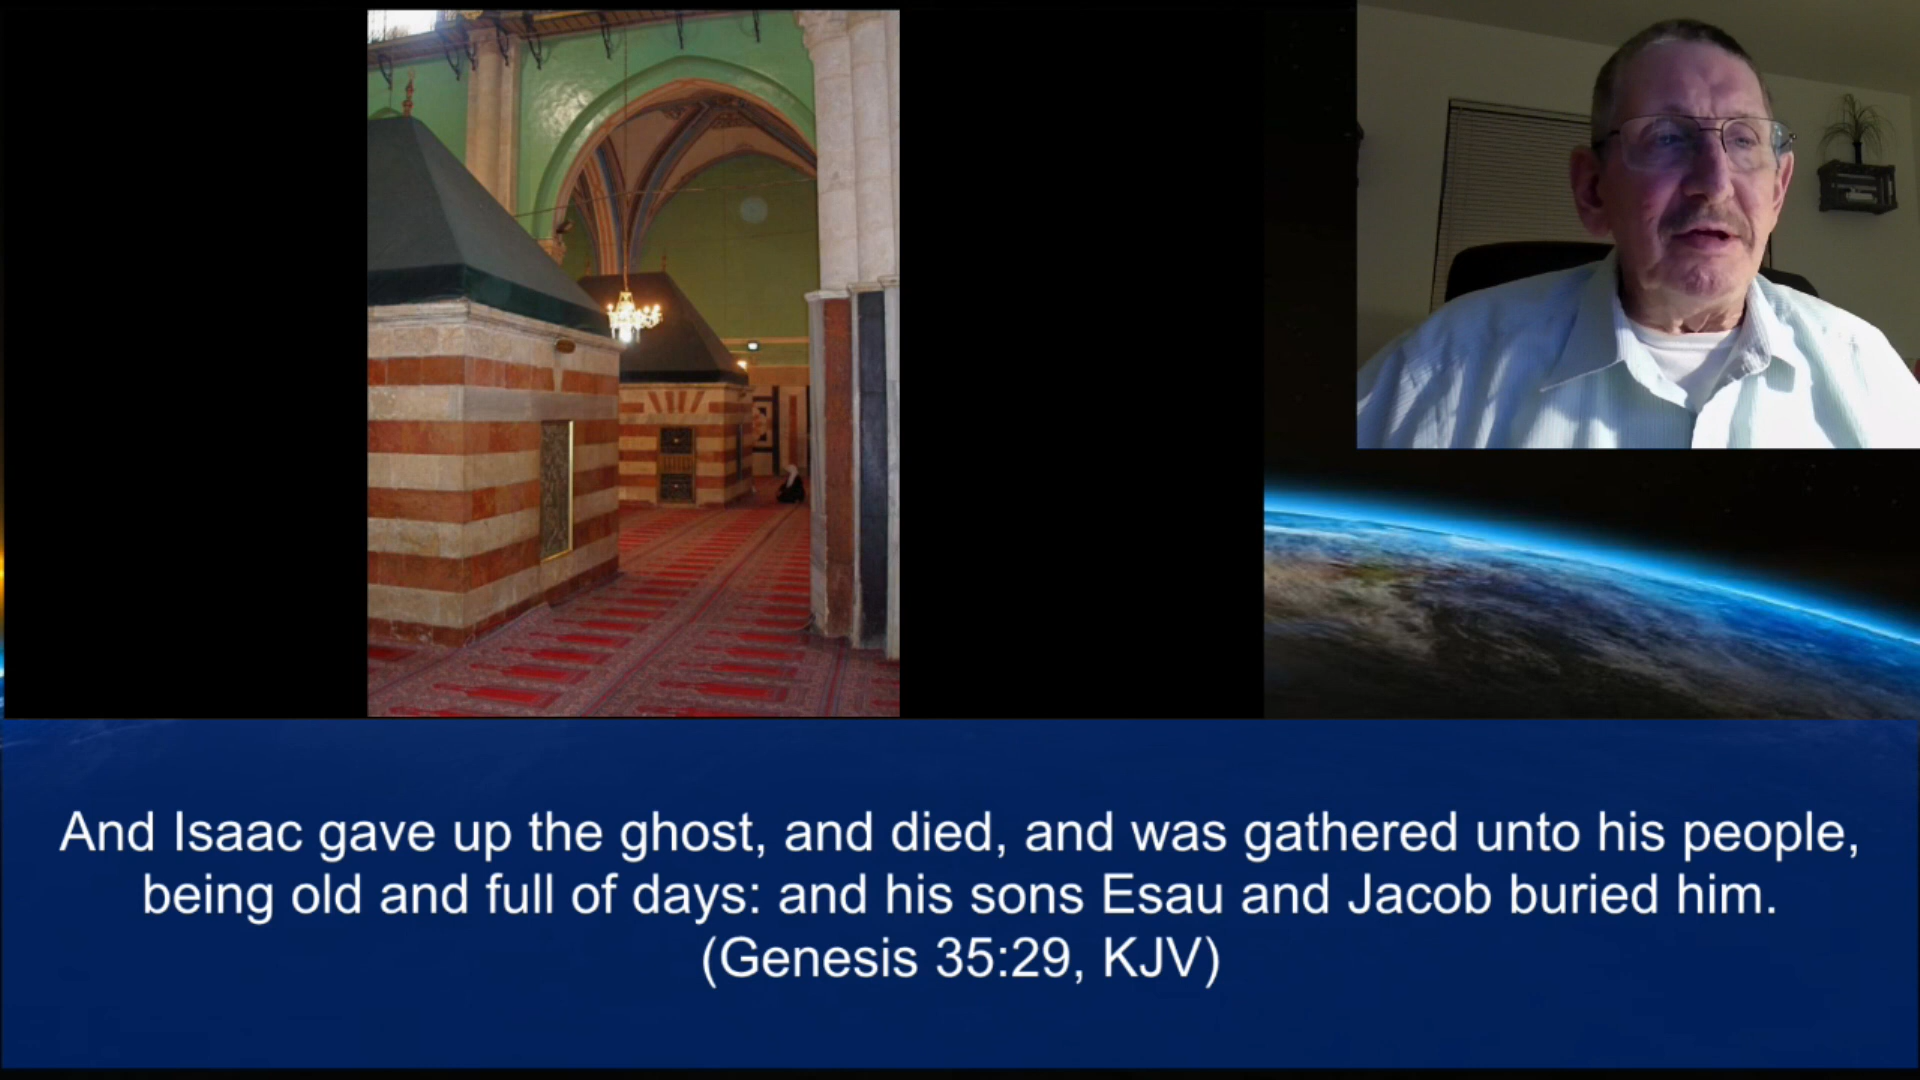 And Isaac gave up the ghost, and died, and was gathered unto his people,
being old and full of days: and his sons Esau and Jacob buried him.
(Genesis 35:29, KJV)